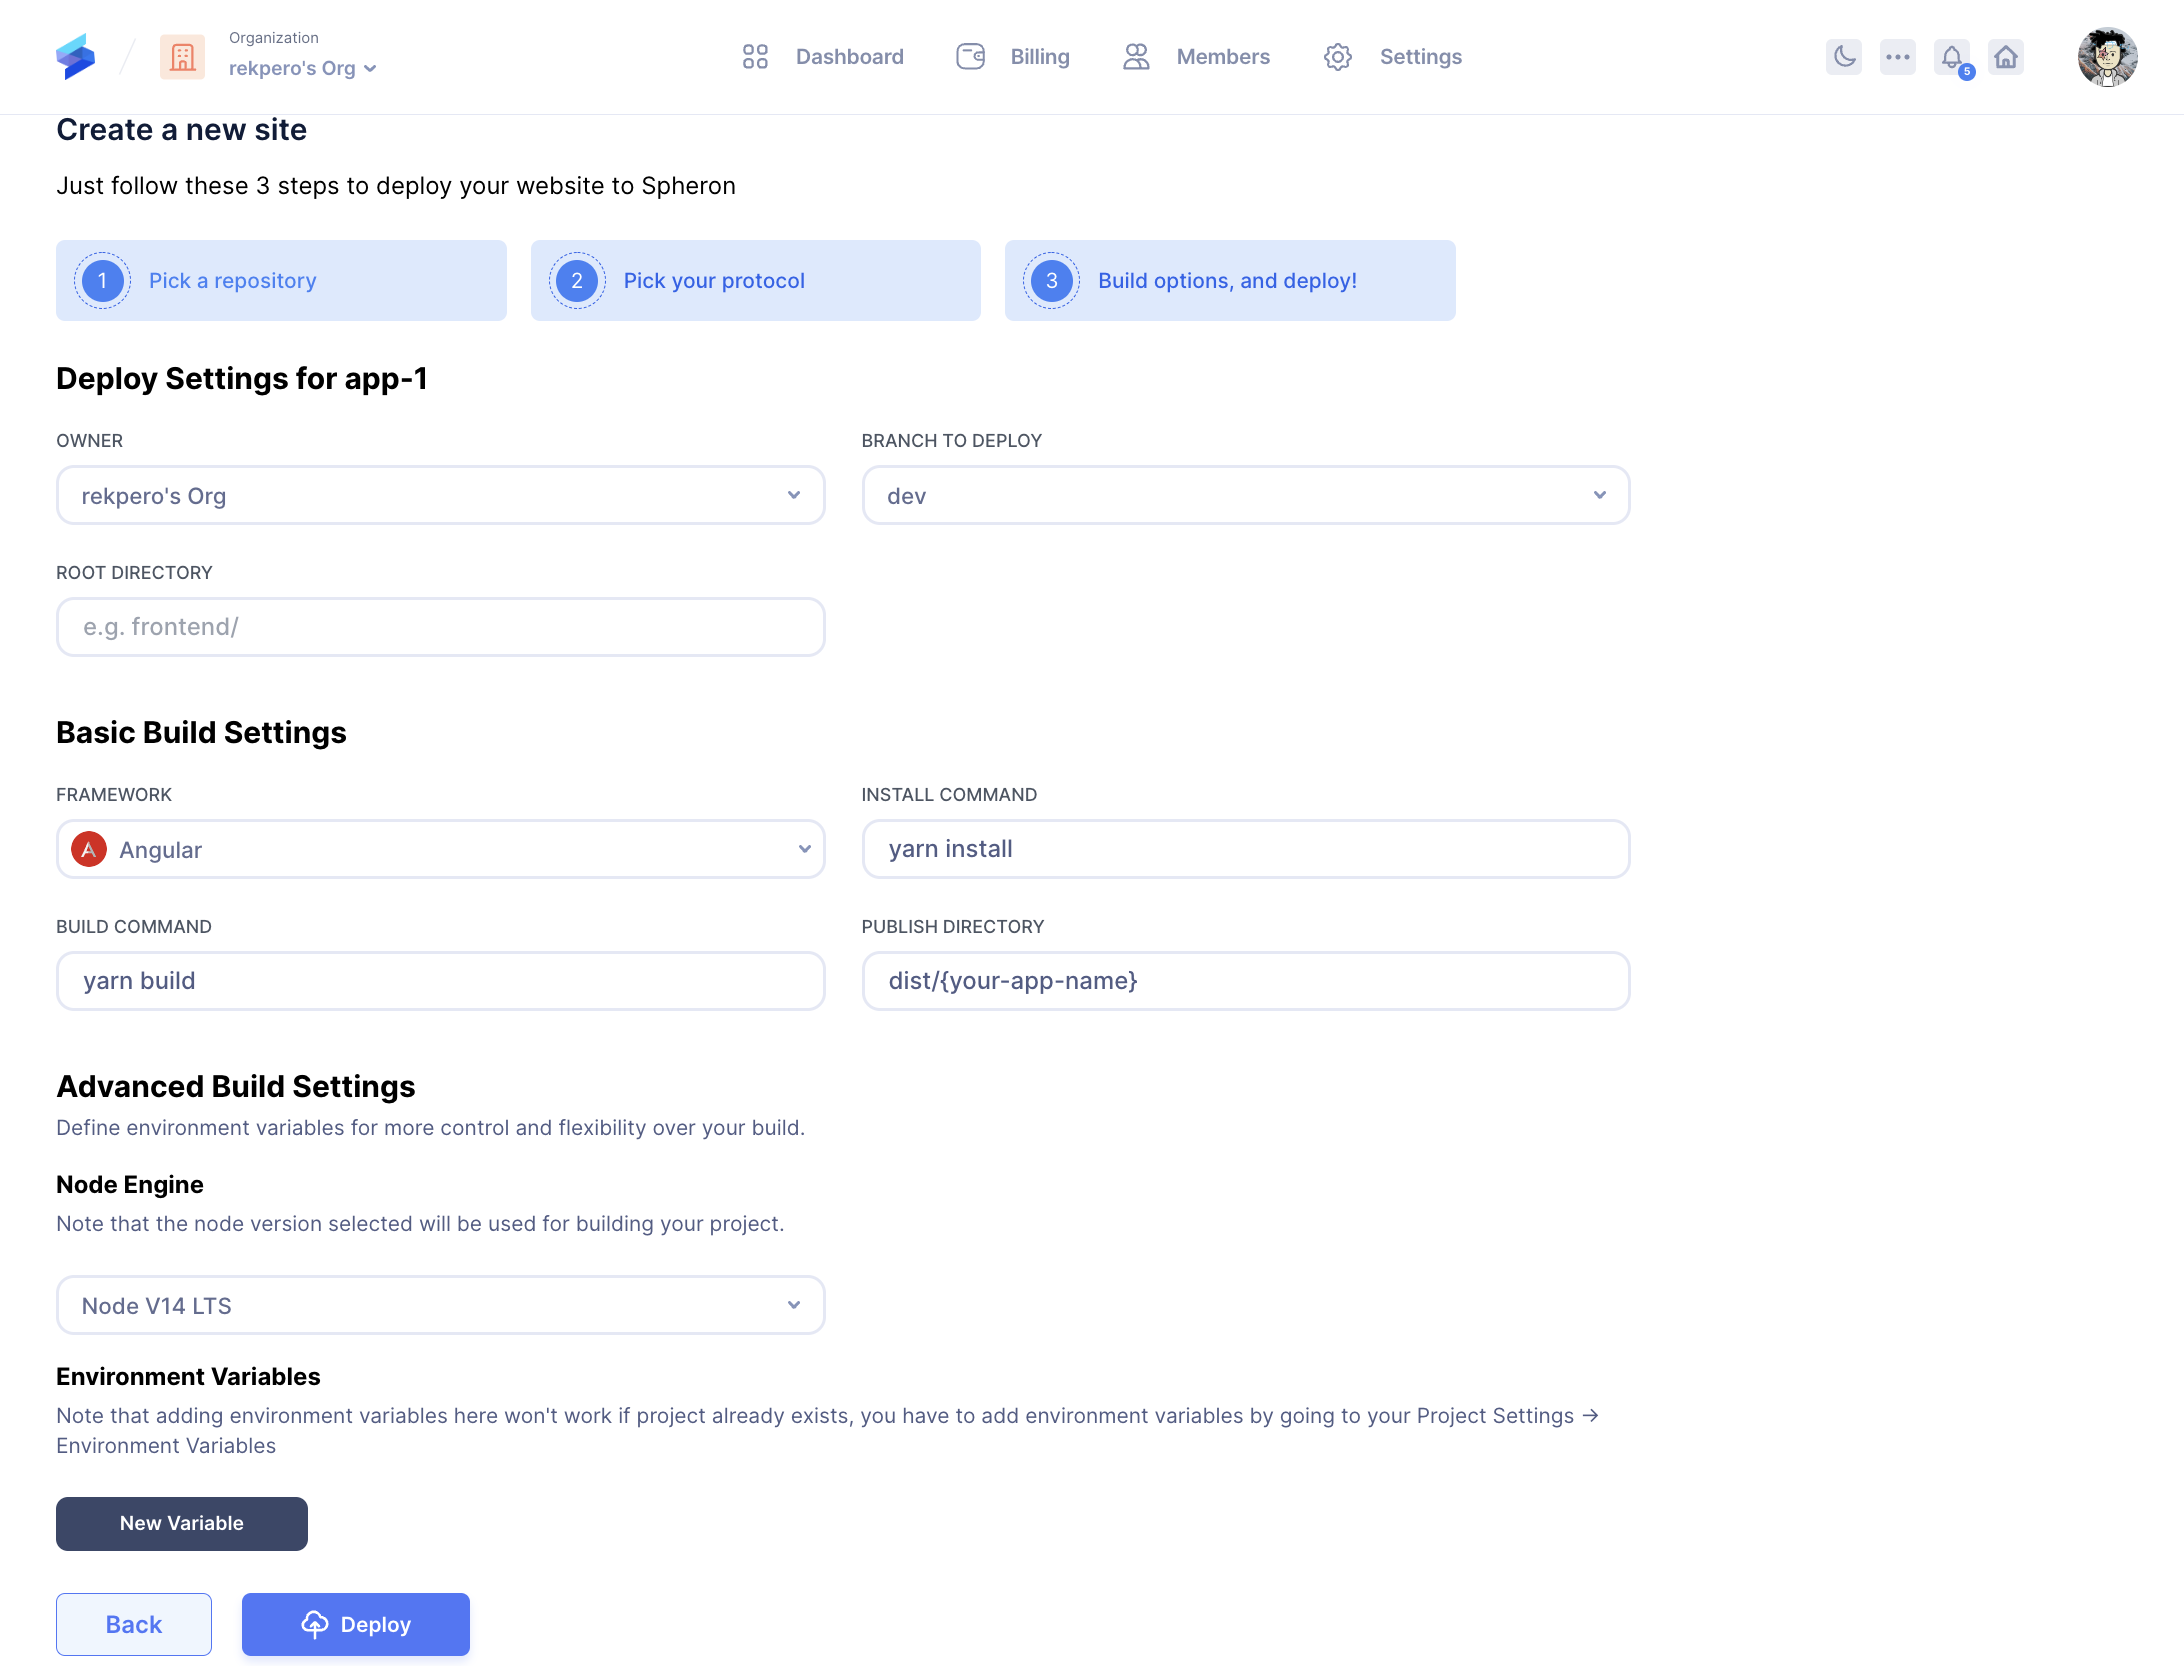 Organization
rekpero's Org
Dashboard
Billing
Members
Settings
5
Create a new site
Just follow these 3 steps to deploy your website to Spheron
1 Pick a repository
2 Pick your protocol
3 Build options, and deploy!
Deploy Settings for app-1
OWNER
BRANCH TO DEPLOY
rekpero's Org
dev
ROOT DIRECTORY
e.g. frontend/
Basic Build Settings
FRAMEWORK
INSTALL COMMAND
A Angular
yarn install
BUILD COMMAND
PUBLISH DIRECTORY
yarn build
dist/{your-app-name}
Advanced Build Settings
Define environment variables for more control and flexibility over your build.
Node Engine
Note that the node version selected will be used for building your project.
Node V14 LTS
Environment Variables
Note that adding environment variables here won't work if project already exists, you have to add environment variables by going to your Project Settings →
Environment Variables
New Variable
Back
Deploy